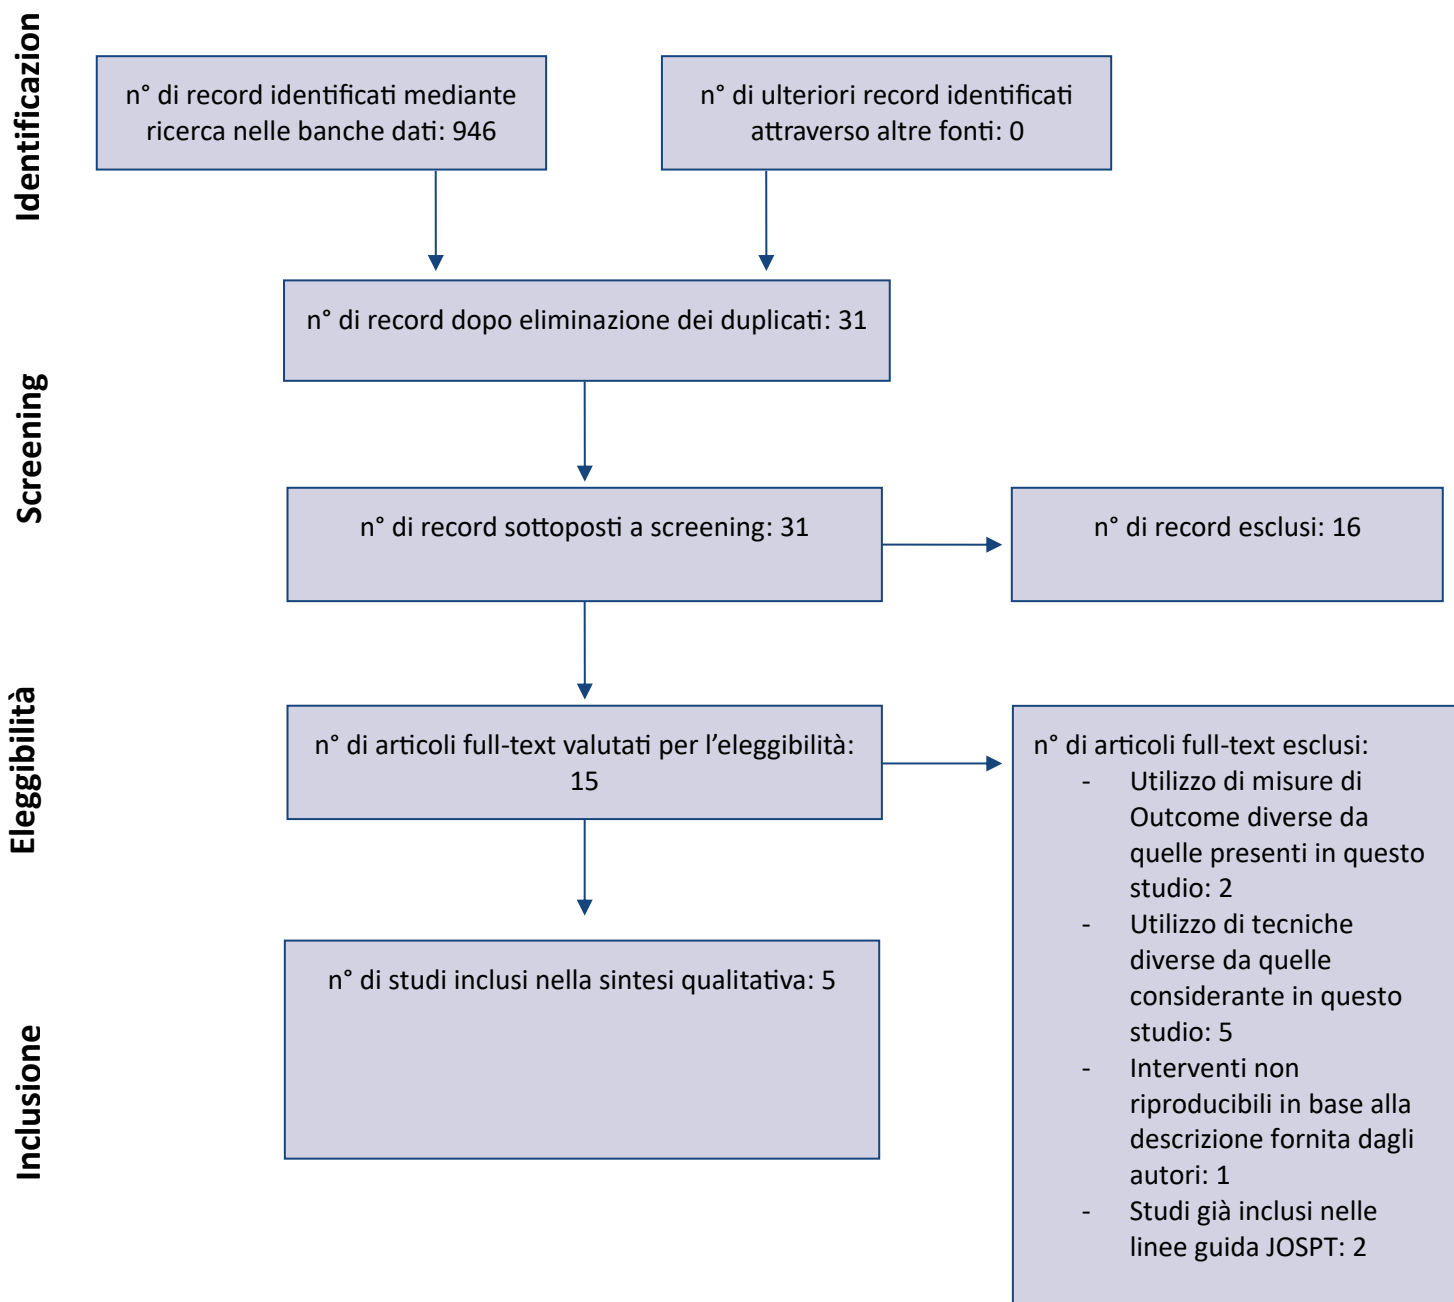 Identificazion
n° di record identificati mediante
ricerca nelle banche dati: 946
n° di ulteriori record identificati
attraverso altre fonti: 0
n° di record dopo eliminazione dei duplicati: 31
Screening
n° di record sottoposti a screening: 31
n° di record esclusi: 16
Eleggibilità
n° di articoli full-text valutati per l’eleggibilità:
15
n° di articoli full-text esclusi:
- Utilizzo di misure di
Outcome diverse da
quelle presenti in questo
studio: 2
- Utilizzo di tecniche
diverse da quelle
considerante in questo
studio: 5
- Interventi non
riproducibili in base alla
descrizione fornita dagli
autori: 1
- Studi già inclusi nelle
linee guida JOSPT: 2
Inclusione
n° di studi inclusi nella sintesi qualitativa: 5